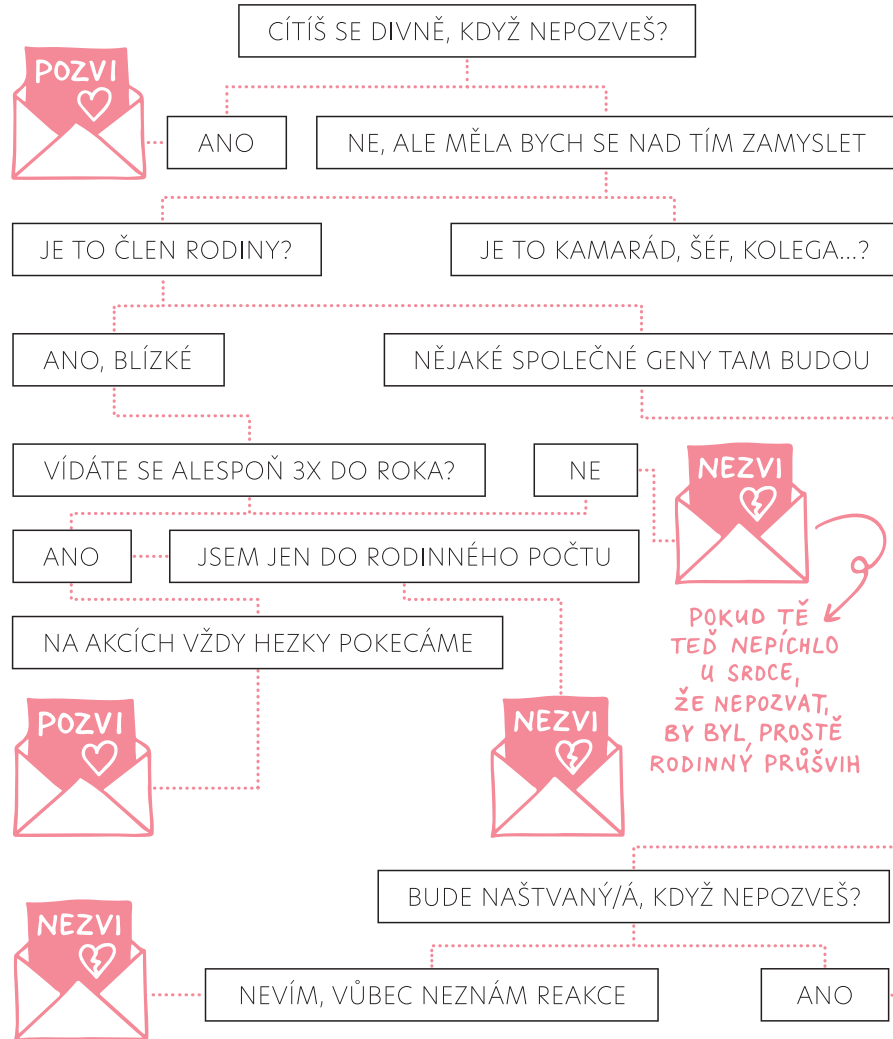 CÍTÍŠ SE DIVNĚ, KDYŽ NEPOZVEŠ?
POZVI
ANO
NE, ALE MĚLA BYCH SE NAD TÍM ZAMYSLET
JE TO ČLEN RODINY?
JE TO KAMARÁD, ŠÉF, KOLEGA...?
ANO, BLÍZKÉ
NĚJAKÉ SPOLEČNÉ GENY TAM BUDOU
VÍDÁTE SE ALESPOŇ 3X DO ROKA?
NE
NEZVI
ANO
JSEM JEN DO RODINNÉHO POČTU
POKUD TĚ
TEĎ NEPÍCHLO
U SRDCE,
ŽE NEPOZVAT,
BY BYL PROSTĚ
RODINNÝ PRŮŠVIH
NA AKCÍCH VŽDY HEZKY POKECÁME
POZVI
NEZVI
BUDE NAŠTVANÝ/Á, KDYŽ NEPOZVEŠ?
NEZVI
NEVÍM, VŮBEC NEZNÁM REAKCE
ANO